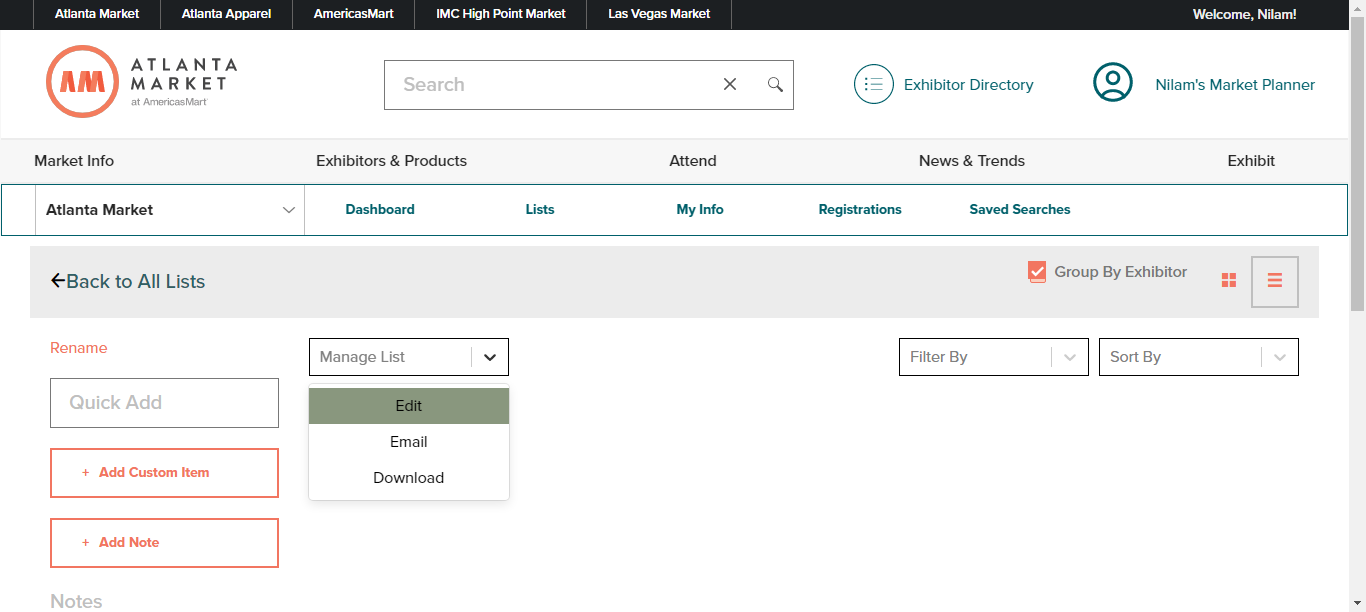 Atlanta Market
Atlanta Apparel
AmericasMart
IMC High Point Market
Las Vegas Market
Welcome, Nilam!
AM
ATLANTA
MARKET
at AmericasMart
Search
Exhibitor Directory
Nilam's Market Planner
Market Info
Exhibitors & Products
Attend
News & Trends
Exhibit
Atlanta Market
Dashboard
Lists
My Info
Registrations
Saved Searches
Back to All Lists
Group By Exhibitor
Rename
Manage List
Filter By
Sort By
Quick Add
Edit
Email
Download
+ Add Custom Item
+ Add Note
Notes